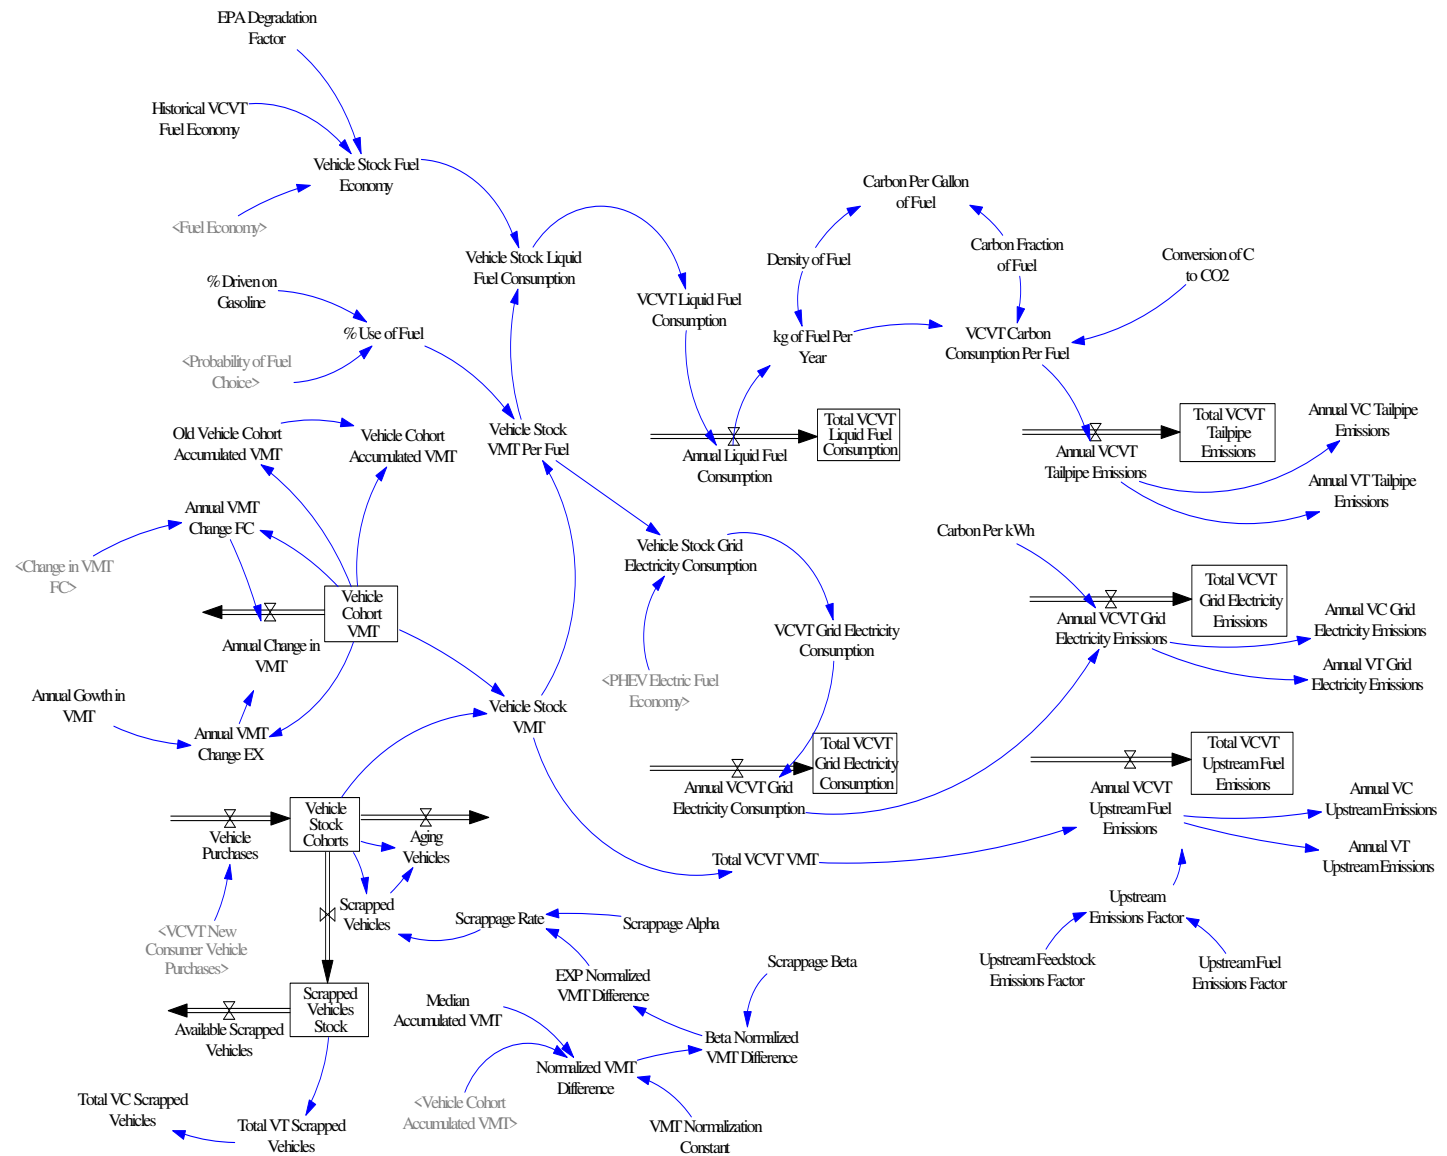 EPA Degradation
Factor
Historical VCVT
Fuel Economy
Vehicle Stock Fuel
Economy
<Fuel Economy>
Carbon Per Gallon
of Fuel
Vehicle Stock Liquid
Fuel Consumption
Density of Fuel
Carbon Fraction
of Fuel
Conversion of C
to CO2
% Driven on
Gasoline
VCVT Liquid Fuel
Consumption
% Use of Fuel
kg of Fuel Per
Year
VCVT Carbon
Consumption Per Fuel
<Probability of Fuel
Choice>
Old Vehicle Cohort
Accumulated VMT
Vehicle Cohort
Accumulated VMT
Vehicle Stock
VMT Per Fuel
Annual Liquid Fuel
Consumption
Total VCVT
Liquid Fuel
Consumption
Annual VCVT
Tailpipe Emissions
Total VCVT
Tailpipe
Emissions
Annual VC Tailpipe
Emissions
Annual VT Tailpipe
Emissions
Annual VMT
Change FC
<Change in VMT
FC>
Vehicle
Cohort
VMT
Annual Change in
VMT
Annual Gowth in
VMT
Annual VMT
Change EX
Vehicle Stock Grid
Electricity Consumption
<PHEV Electric Fuel
Economy>
VCVT Grid Electricity
Consumption
Vehicle Stock
VMT
Carbon Per kWh
Annual VCVT Grid
Electricity Emissions
Total VCVT
Grid Electricity
Emissions
Annual VC Grid
Electricity Emissions
Annual VT Grid
Electricity Emissions
Annual VCVT Grid
Electricity Consumption
Total VCVT
Grid Electricity
Consumption
Total VCVT
Upstream Fuel
Emissions
Annual VCVT
Upstream Fuel
Emissions
Annual VC
Upstream Emissions
Annual VT
Upstream Emissions
Vehicle
Purchases
Vehicle
Stock
Cohorts
Aging
Vehicles
Total VCVT VMT
<VCVT New
Consumer Vehicle
Purchases>
Scrapped
Vehicles
Scrappage Rate
Scrappage Alpha
Upstream
Emissions Factor
Upstream Feedstock
Emissions Factor
Upstream Fuel
Emissions Factor
Scrappage Beta
EXP Normalized
VMT Difference
Available Scrapped
Vehicles
Scrapped
Vehicles
Stock
Median
Accumulated VMT
Beta Normalized
VMT Difference
Normalized VMT
Difference
<Vehicle Cohort
Accumulated VMT>
VMT Normalization
Constant
Total VC Scrapped
Vehicles
Total VT Scrapped
Vehicles